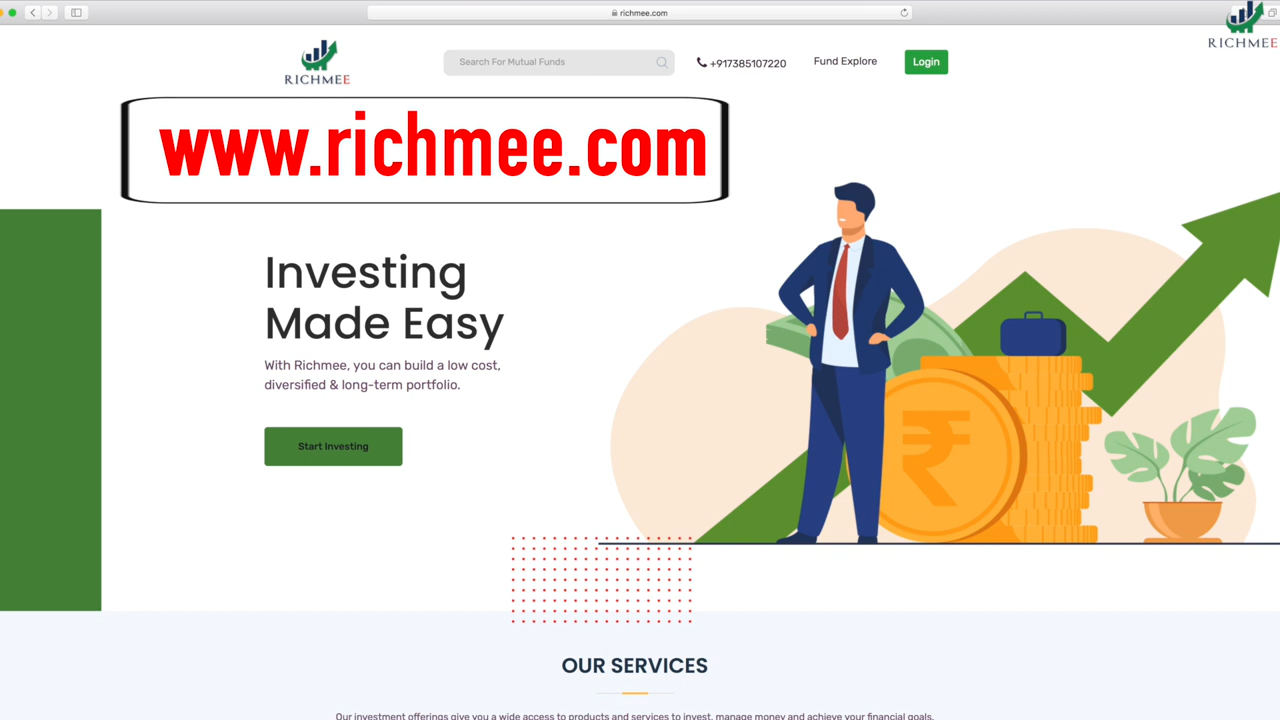 richmee.com
RICHMEE
RICHMEE
Search For Mutual Funds
+917385107220
Fund Explore
Login
www.richmee.com
Investing
Made Easy
With Richmee, you can build a low cost,
diversified & long-term portfolio.
Start Investing
₹
OUR SERVICES
Our investment offerings give you a wide access to products and services to invest, manage money and achieve your financial goals.